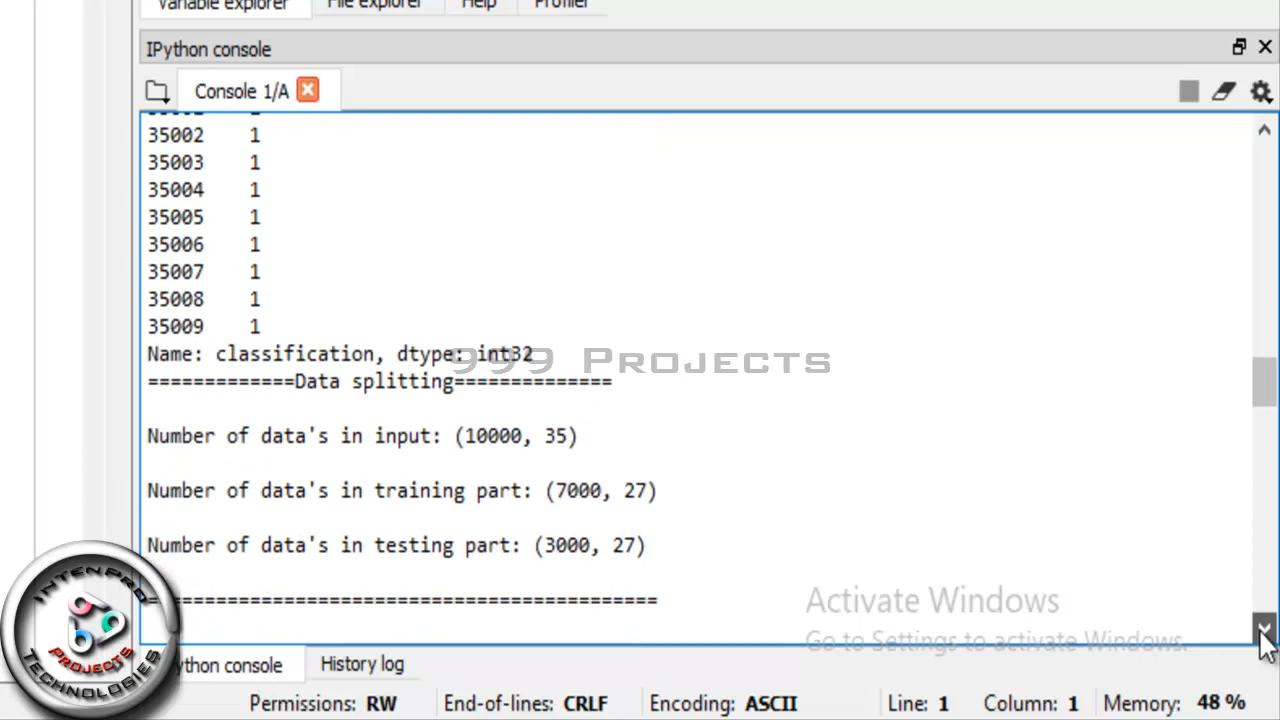 Variable explorer File explorer Help Profiler
IPython console
Console 1/A
35002 1
35003 1
35004 1
35005 1
35006 1
35007 1
35008 1
35009 1
Name: classification, dtype: int32
999 Projects
=============Data splitting==============
Number of data's in input: (10000, 35)
Number of data's in training part: (7000, 27)
Number of data's in testing part: (3000, 27)
===========================================
Activate Windows
Go to Settings to activate Windows.
INTENPRO
PROJECTS
TECHNOLOGIES
ython console History log
Permissions: RW End-of-lines: CRLF Encoding: ASCII Line: 1 Column: 1 Memory: 48 %